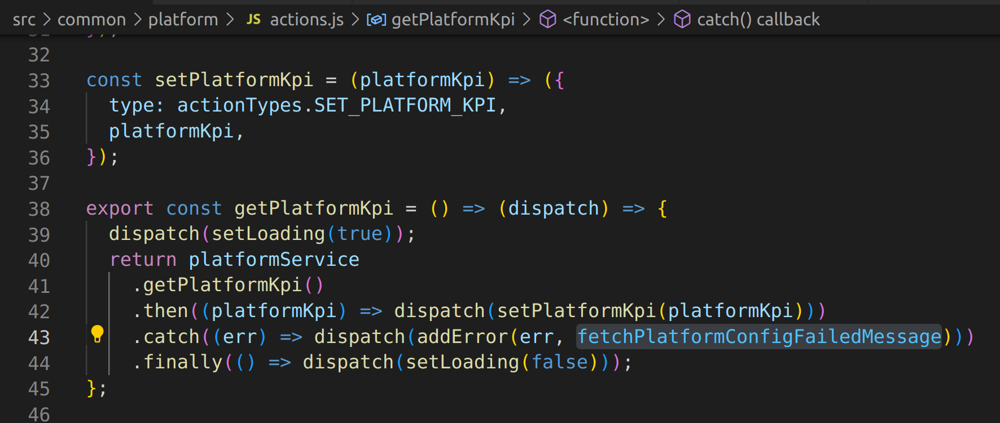 src > common > platform > JS actions.js > getPlatformKpi > <function> > catch() callback
32
33 const setPlatformKpi = (platformKpi) => ({
34   type: actionTypes.SET_PLATFORM_KPI,
35   platformKpi,
36 });
37
38 export const getPlatformKpi = () => (dispatch) => {
39   dispatch(setLoading(true));
40   return platformService
41     .getPlatformKpi()
42     .then((platformKpi) => dispatch(setPlatformKpi(platformKpi)))
43     .catch((err) => dispatch(addError(err, fetchPlatformConfigFailedMessage)))
44     .finally(() => dispatch(setLoading(false)));
45 };
46